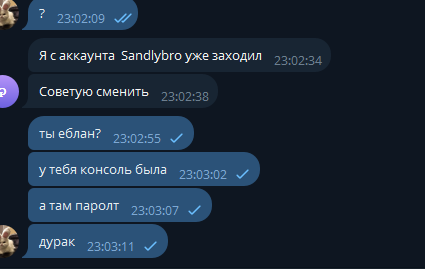 ?
23:02:09
Я с аккаунта Sandlybro уже заходил 23:02:34
Советую сменить 23:02:38
ты еблан? 23:02:55
у тебя консоль была 23:03:02
а там паролт 23:03:07
дурак 23:03:11